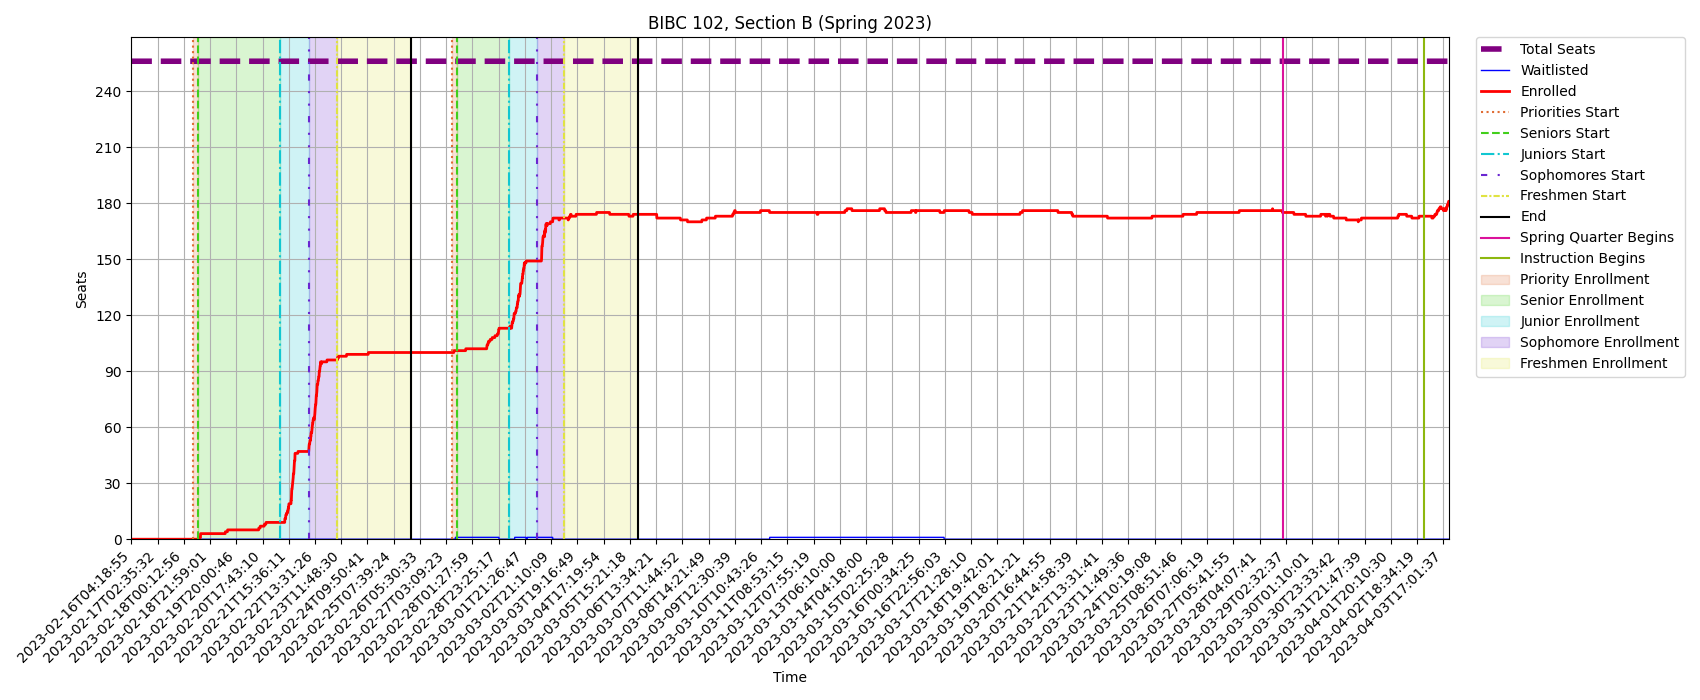 BIBC 102, Section B (Spring 2023)
Seats
240
210
180
150
120
90
60
30
0
2023-02-16T04:18:55
2023-02-17T02:35:32
2023-02-18T00:12:56
2023-02-18T21:59:01
2023-02-19T20:00:46
2023-02-20T17:43:10
2023-02-21T15:36:11
2023-02-22T13:31:26
2023-02-23T11:48:30
2023-02-24T09:50:41
2023-02-25T07:39:24
2023-02-26T05:30:33
2023-02-27T03:09:23
2023-02-28T01:27:59
2023-02-28T23:25:17
2023-03-01T21:26:47
2023-03-02T21:10:09
2023-03-03T19:16:49
2023-03-04T17:19:54
2023-03-05T15:21:18
2023-03-06T13:34:21
2023-03-07T11:44:52
2023-03-08T14:21:49
2023-03-09T12:30:39
2023-03-10T10:43:26
2023-03-11T08:53:15
2023-03-12T07:55:19
2023-03-13T06:10:00
2023-03-14T04:18:00
2023-03-15T02:25:28
2023-03-16T00:34:25
2023-03-16T22:56:03
2023-03-17T21:28:10
2023-03-18T19:42:01
2023-03-19T18:21:21
2023-03-20T16:44:55
2023-03-21T14:58:39
2023-03-22T13:31:41
2023-03-23T11:49:36
2023-03-24T10:19:08
2023-03-25T08:51:46
2023-03-26T07:06:19
2023-03-27T05:41:55
2023-03-28T04:07:41
2023-03-29T02:32:37
2023-03-30T01:10:01
2023-03-30T23:33:42
2023-03-31T21:47:39
2023-04-01T20:10:30
2023-04-02T18:34:19
2023-04-03T17:01:37
Time
Total Seats
Waitlisted
Enrolled
Priorities Start
Seniors Start
Juniors Start
Sophomores Start
Freshmen Start
End
Spring Quarter Begins
Instruction Begins
Priority Enrollment
Senior Enrollment
Junior Enrollment
Sophomore Enrollment
Freshmen Enrollment